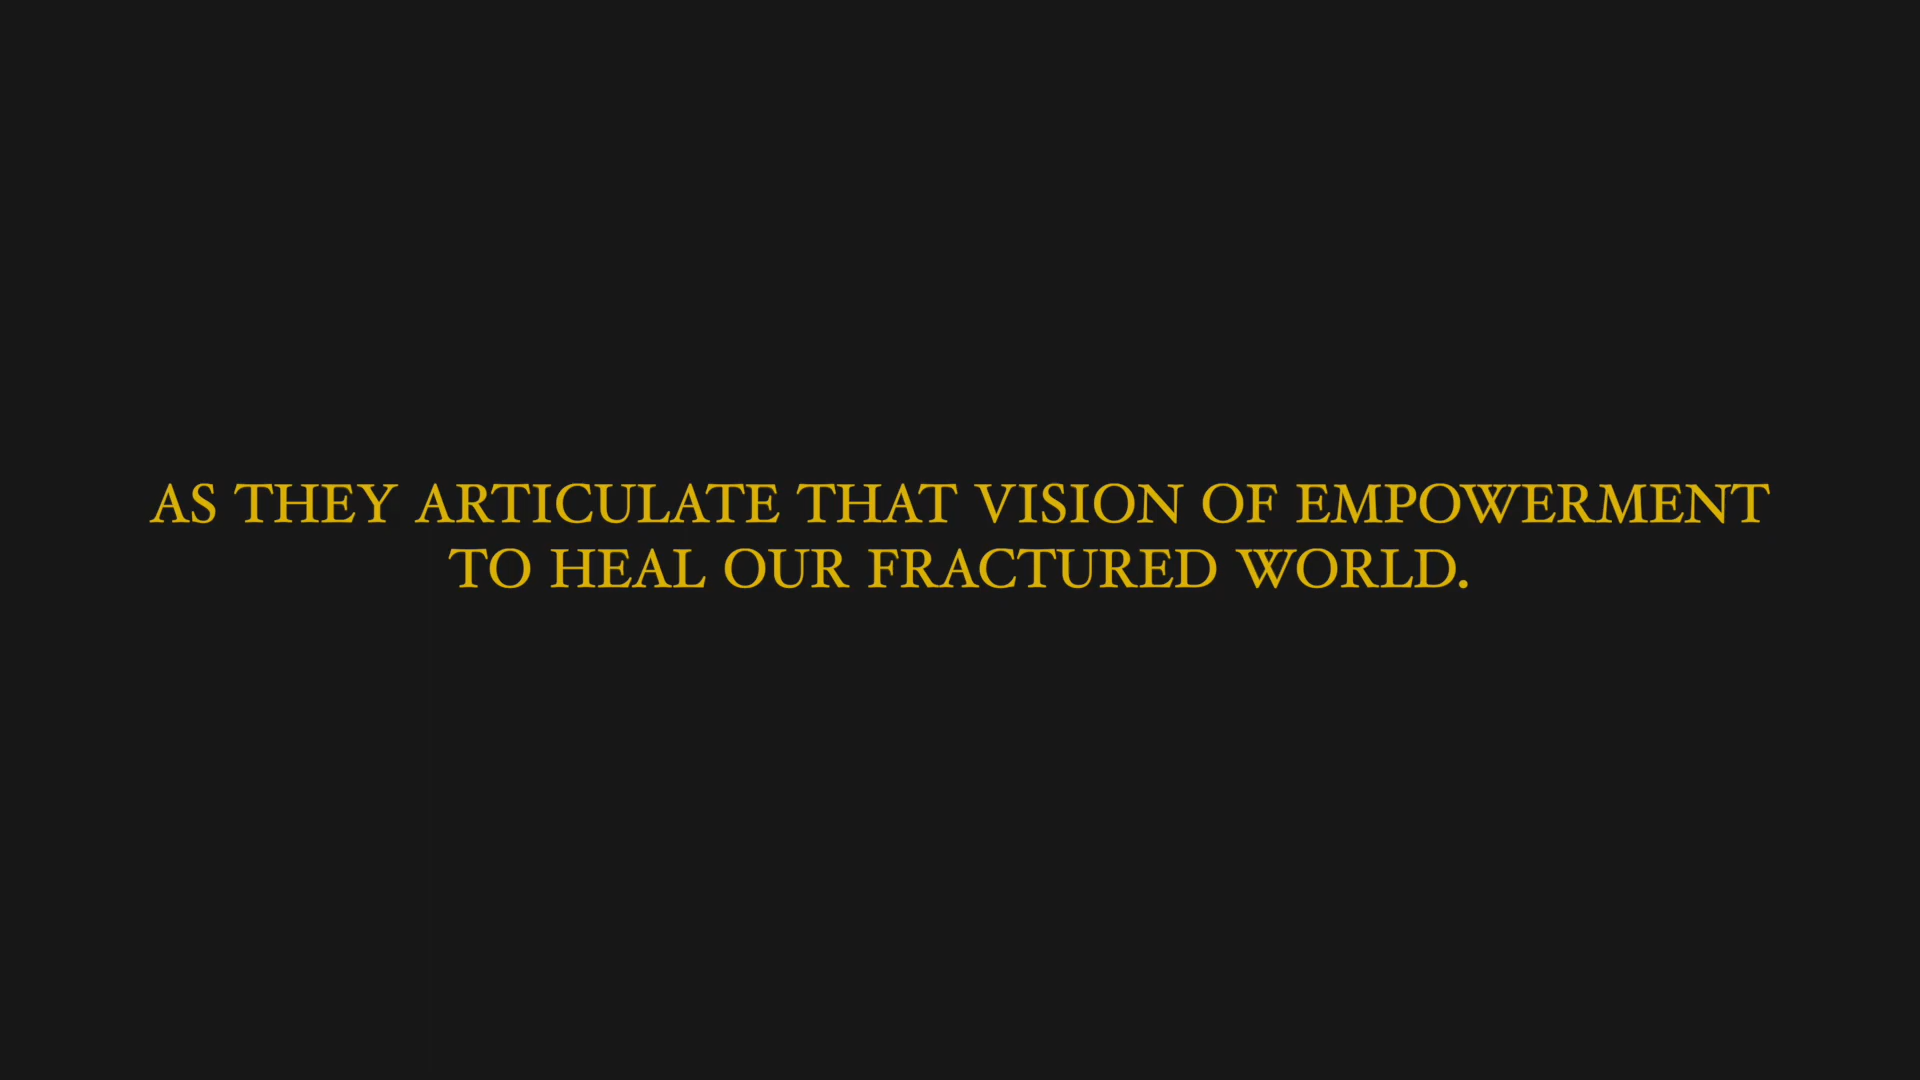 AS THEY ARTICULATE THAT VISION OF EMPOWERMENT
TO HEAL OUR FRACTURED WORLD.